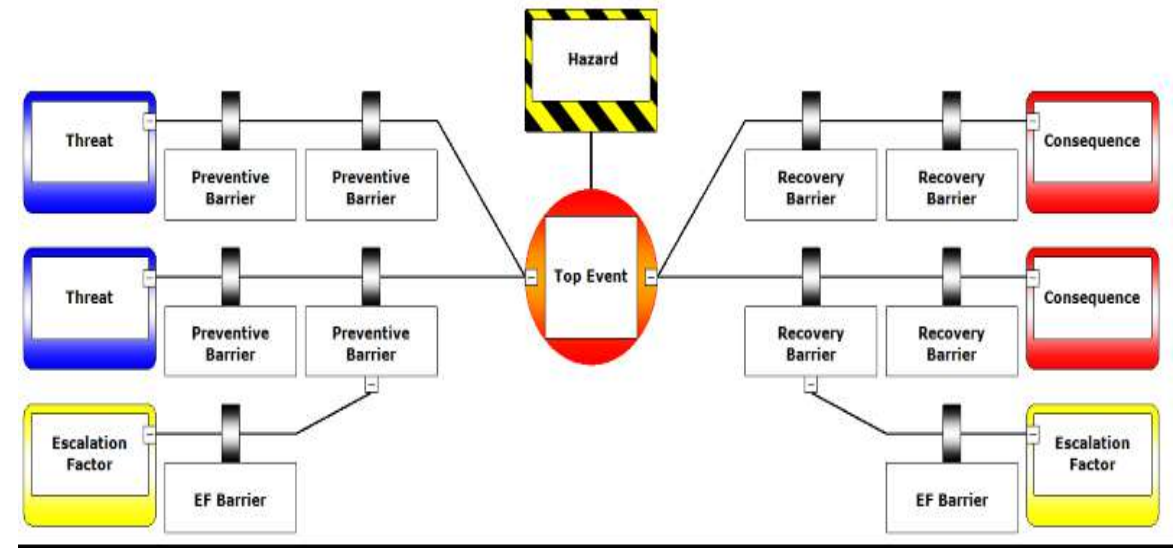 Hazard
Threat
Preventive
Barrier
Preventive
Barrier
Recovery
Barrier
Recovery
Barrier
Consequence
Threat
Preventive
Barrier
Preventive
Barrier
Top Event
Recovery
Barrier
Recovery
Barrier
Consequence
Escalation
Factor
EF Barrier
EF Barrier
Escalation
Factor